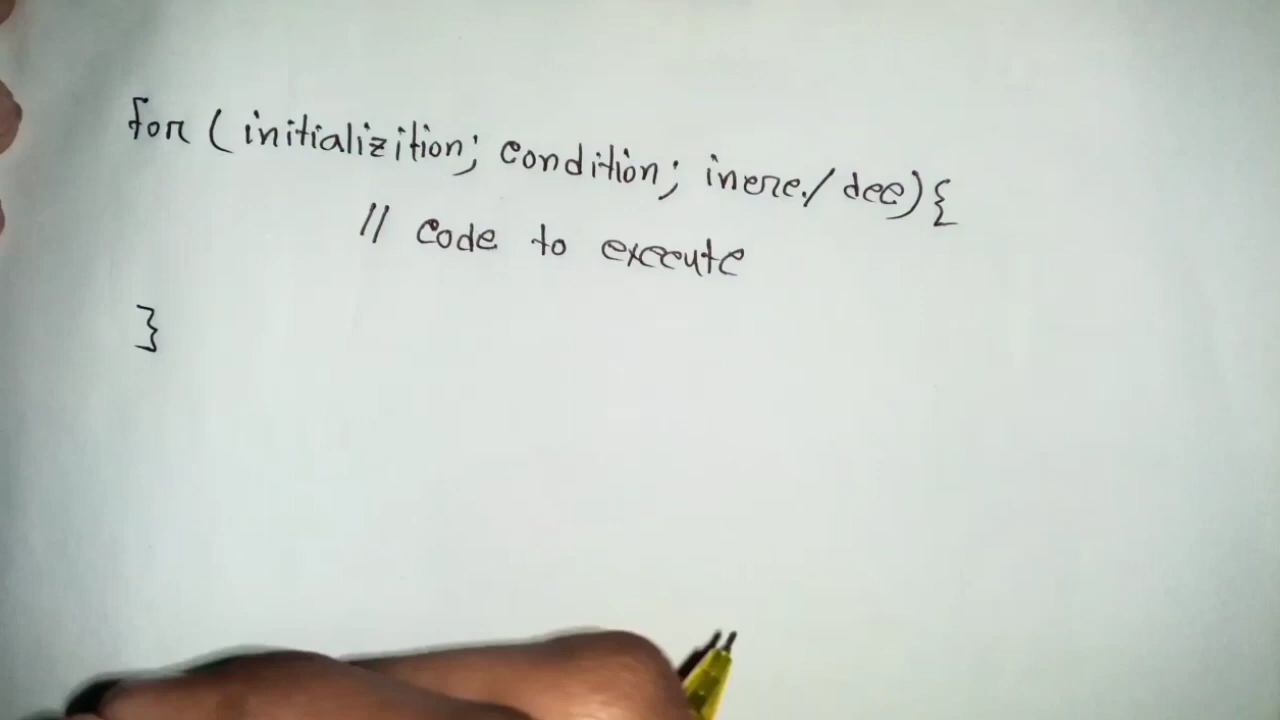 for (initializition; condition; incre./ dec){
// code to execute
}